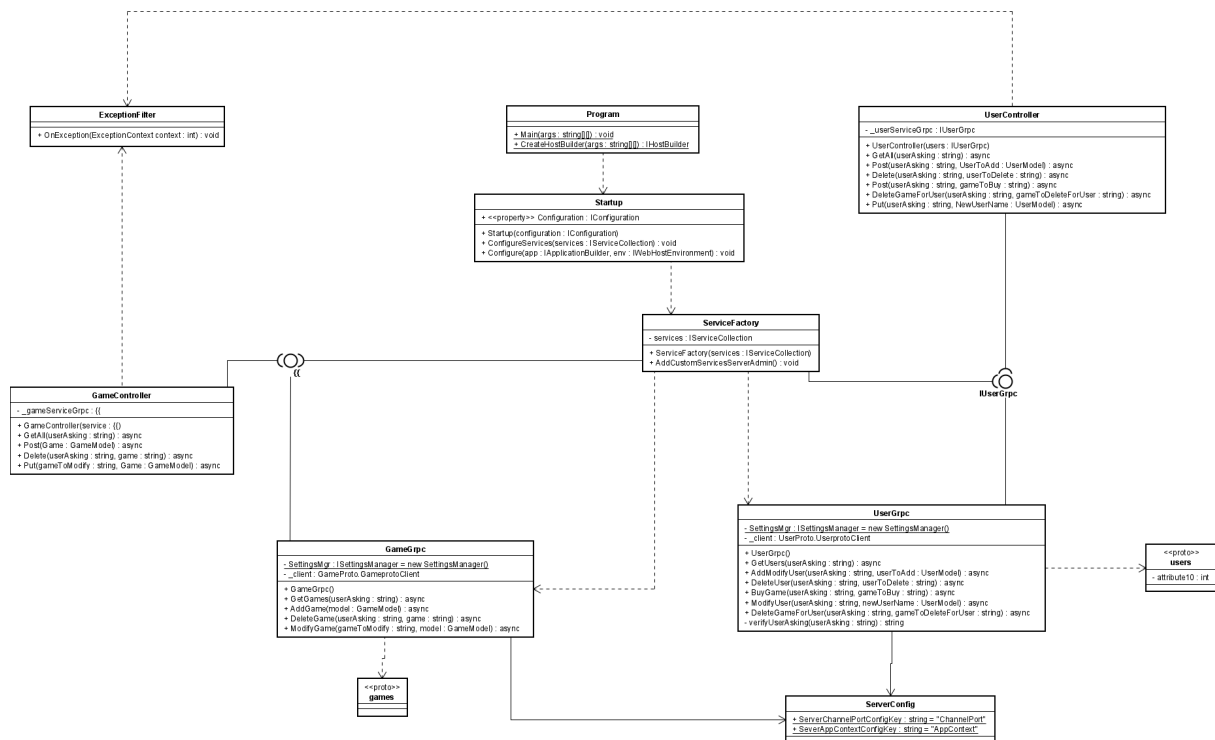 ExceptionFilter
+ OnException(ExceptionContext context : int) : void
Program
+ Main(args : string[][]) : void
+ CreateHostBuilder(args : string[][]) : IHostBuilder
UserController
- _userServiceGrpc : IUserGrpc
+ UserController(users : IUserGrpc)
+ GetAll(userAsking : string) : async
+ Post(userAsking : string, UserToAdd : UserModel) : async
+ Delete(userAsking : string, userToDelete : string) : async
+ Post(userAsking : string, gameToBuy : string) : async
+ DeleteGameForUser(userAsking : string, gameToDeleteForUser : string) : async
+ Put(userAsking : string, NewUserName : UserModel) : async
Startup
+ <<property>> Configuration : IConfiguration
+ Startup(configuration : IConfiguration)
+ ConfigureServices(services : IServiceCollection) : void
+ Configure(app : IApplicationBuilder, env : IWebHostEnvironment) : void
ServiceFactory
- services : IServiceCollection
+ ServiceFactory(services : IServiceCollection)
+ AddCustomServicesServerAdmin() : void
{{
IUserGrpc
GameController
- _gameServiceGrpc : {{
+ GameController(service : {{)
+ GetAll(userAsking : string) : async
+ Post(Game : GameModel) : async
+ Delete(userAsking : string, game : string) : async
+ Put(gameToModify : string, Game : GameModel) : async
UserGrpc
- SettingsMgr : ISettingsManager = new SettingsManager()
- _client : UserProto.UserprotoClient
+ UserGrpc()
+ GetUsers(userAsking : string) : async
+ AddModifyUser(userAsking : string, userToAdd : UserModel) : async
+ DeleteUser(userAsking : string, userToDelete : string) : async
+ BuyGame(userAsking : string, gameToBuy : string) : async
+ ModifyUser(userAsking : string, newUserName : UserModel) : async
+ DeleteGameForUser(userAsking : string, gameToDeleteForUser : string) : async
- verifyUserAsking(userAsking : string) : string
GameGrpc
- SettingsMgr : ISettingsManager = new SettingsManager()
- _client : GameProto.GameprotoClient
+ GameGrpc()
+ GetGames(userAsking : string) : async
+ AddGame(model : GameModel) : async
+ DeleteGame(userAsking : string, game : string) : async
+ ModifyGame(gameToModify : string, model : GameModel) : async
<<proto>>
users
- attribute10 : int
<<proto>>
games
ServerConfig
+ ServerChannelPortConfigKey : string = "ChannelPort"
+ SeverAppContextConfigKey : string = "AppContext"